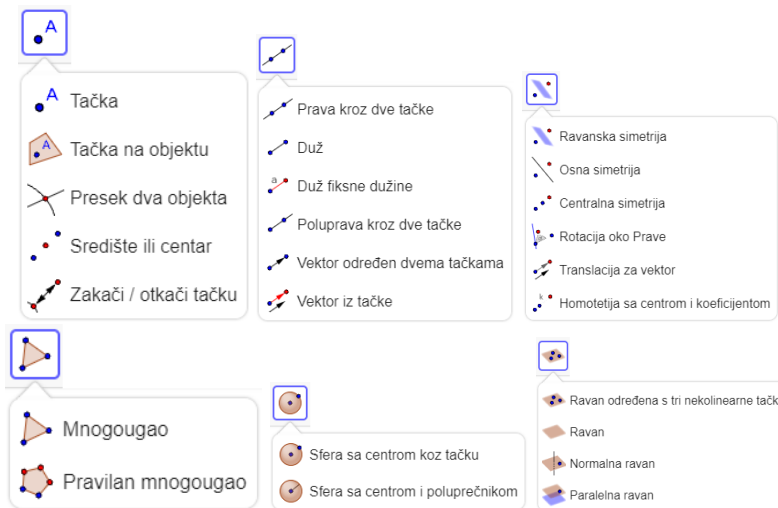 A
Tačka
A
Tačka na objektu
Presek dva objekta
Središte ili centar
Zakači / otkači tačku
Prava kroz dve tačke
Duž
a
Duž fiksne dužine
Poluprava kroz dve tačke
Vektor određen dvema tačkama
Vektor iz tačke
Ravanska simetrija
Osna simetrija
Centralna simetrija
Rotacija oko Prave
Translacija za vektor
k
Homotetija sa centrom i koeficijentom
Mnogougao
Pravilan mnogougao
Sfera sa centrom koz tačku
Sfera sa centrom i poluprečnikom
Ravan određena s tri nekolinearne tačk
Ravan
Normalna ravan
Paralelna ravan